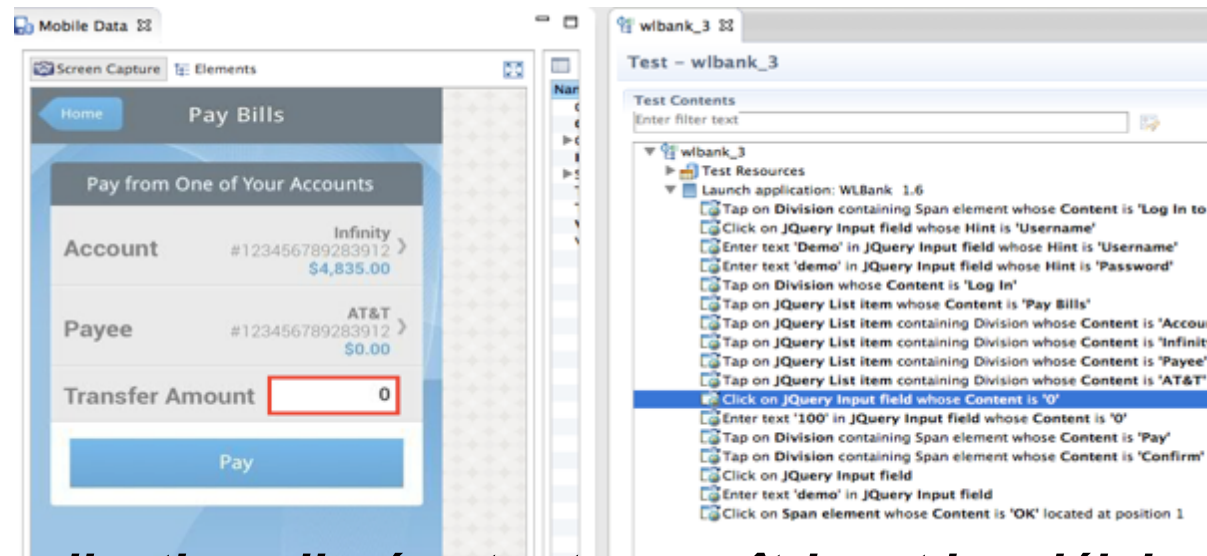 Mobile Data
Screen Capture Elements
Home Pay Bills
Pay from One of Your Accounts
Account
Infinity
#123456789283912
$4,835.00
Payee
AT&T
#123456789283912
$0.00
Transfer Amount 0
Pay
wlbank_3
Test – wlbank_3
Test Contents
Enter filter text
wlbank_3
Test Resources
Launch application: WLBank 1.6
Tap on Division containing Span element whose Content is 'Log In to
Click on JQuery Input field whose Hint is 'Username'
Enter text 'Demo' in JQuery Input field whose Hint is 'Username'
Enter text 'demo' in JQuery Input field whose Hint is 'Password'
Tap on Division whose Content is 'Log In'
Tap on JQuery List item whose Content is 'Pay Bills'
Tap on JQuery List item containing Division whose Content is 'Accou
Tap on JQuery List item containing Division whose Content is 'Infinit
Tap on JQuery List item containing Division whose Content is 'Payee'
Tap on JQuery List item containing Division whose Content is 'AT&T'
Click on JQuery Input field whose Content is '0'
Enter text '100' in JQuery Input field whose Content is '0'
Tap on Division containing Span element whose Content is 'Pay'
Tap on Division containing Span element whose Content is 'Confirm'
Click on JQuery Input field
Enter text 'demo' in JQuery Input field
Click on Span element whose Content is 'OK' located at position 1